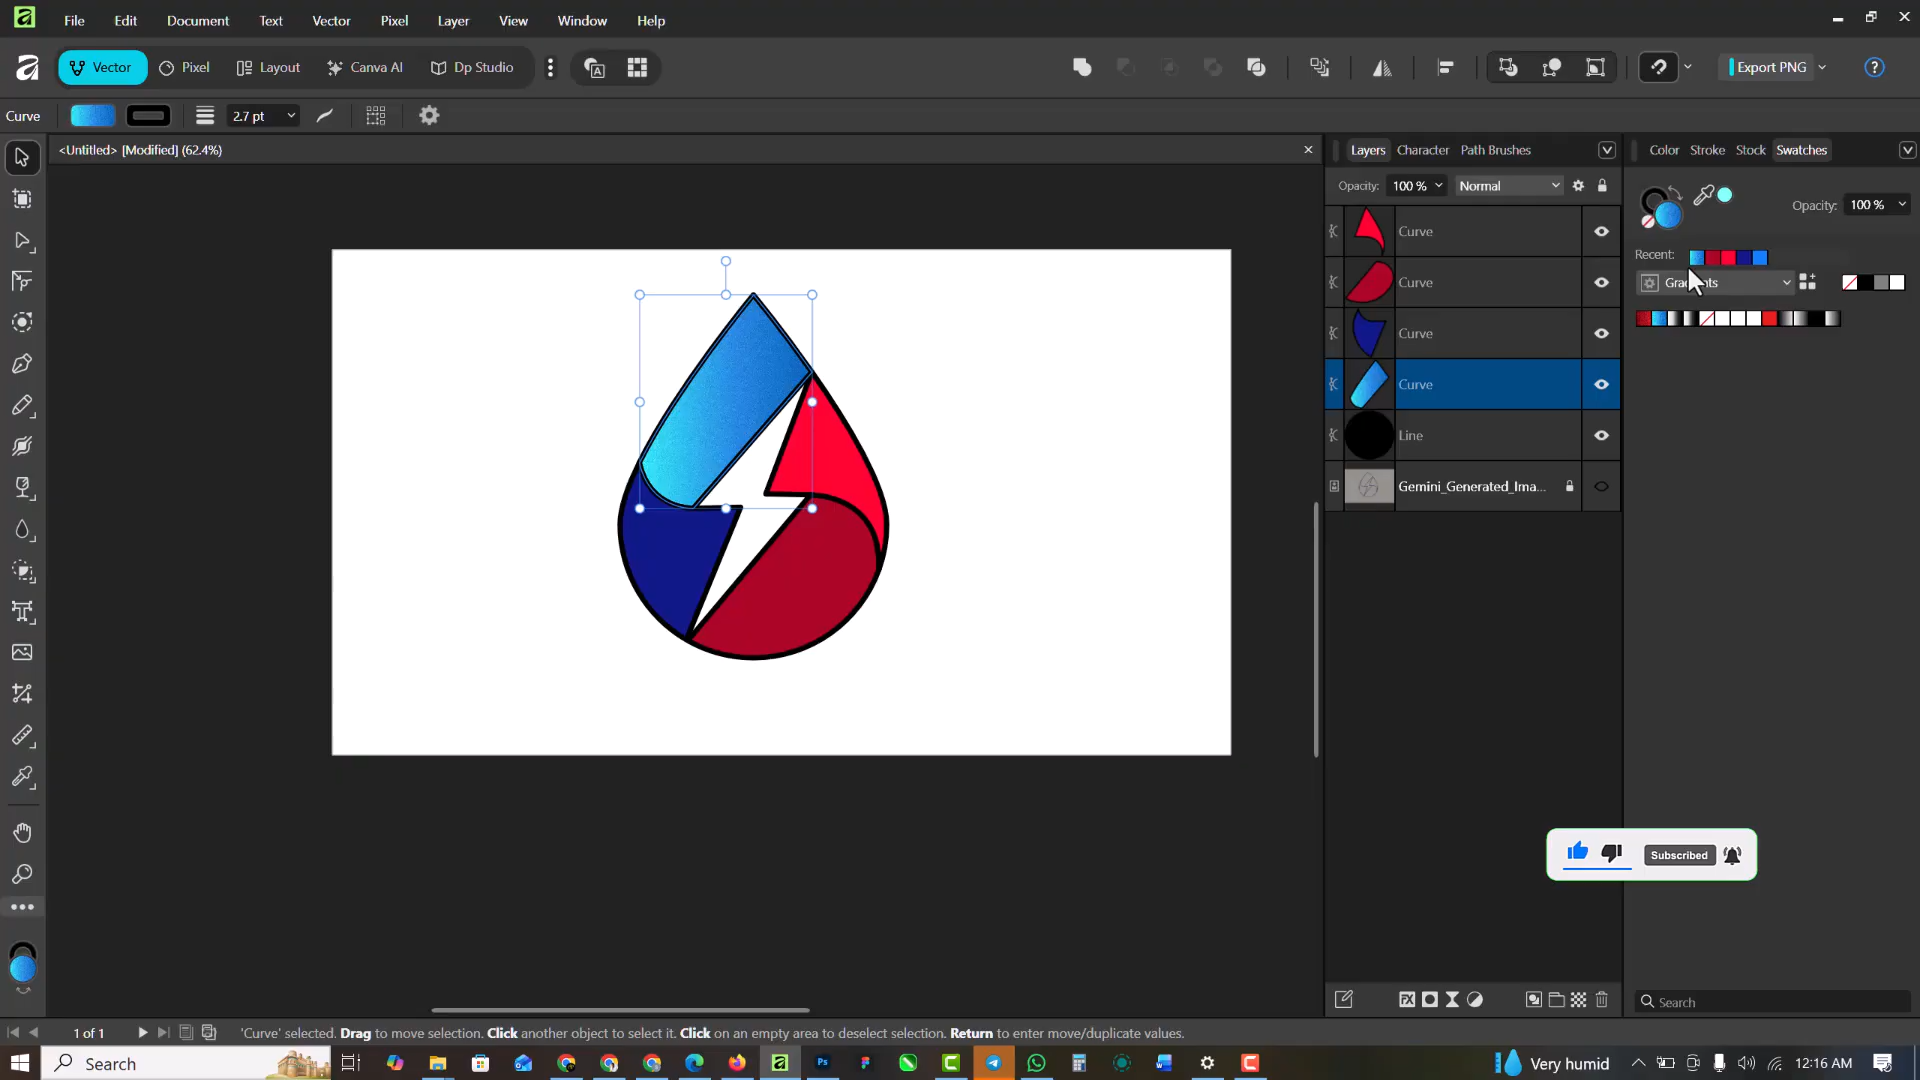 File Edit Document Text Vector Pixel Layer View Window Help
Vector Pixel Layout Canva AI Dp Studio Export PNG
Curve 2.7 pt
<Untitled> [Modified] (62.4%)
Layers Character Path Brushes
Color Stroke Stock Swatches
Opacity: 100 % Normal
Opacity: 100 %
Curve
Recent:
Curve
Curve
Curve
Line
Gemini_Generated_Ima...
Subscribed
Search
1 of 1 'Curve' selected. Drag to move selection. Click another object to select it. Click on an empty area to deselect selection. Return to enter move/duplicate values.
Search Very humid 12:16 AM